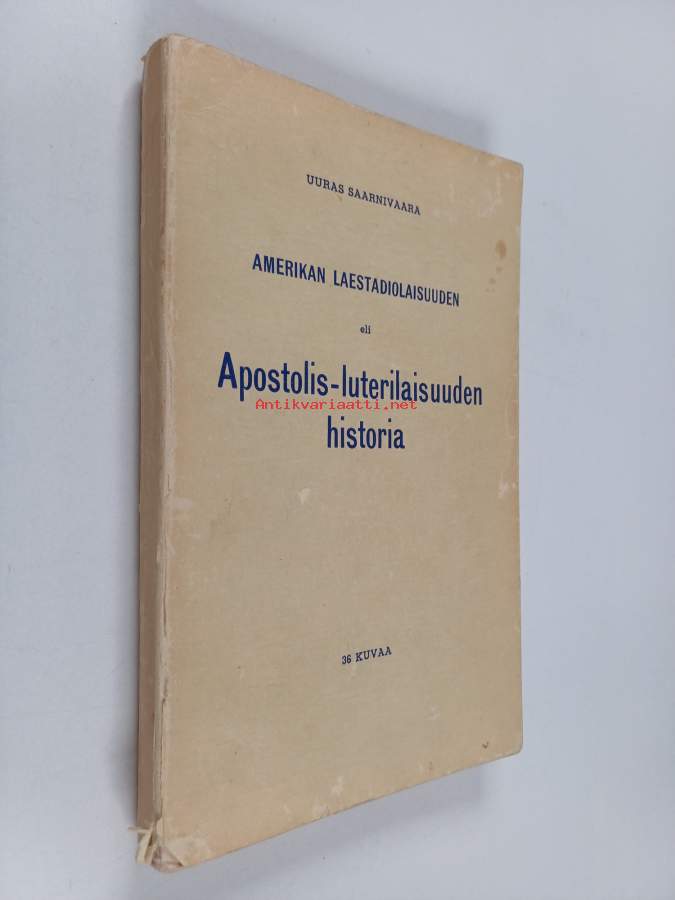 UURAS SAARNIVAARA
AMERIKAN LAESTADIOLAISUUDEN
eli
Apostolis-luterilaisuuden
Antikvariaatti.net
historia
36 KUVAA